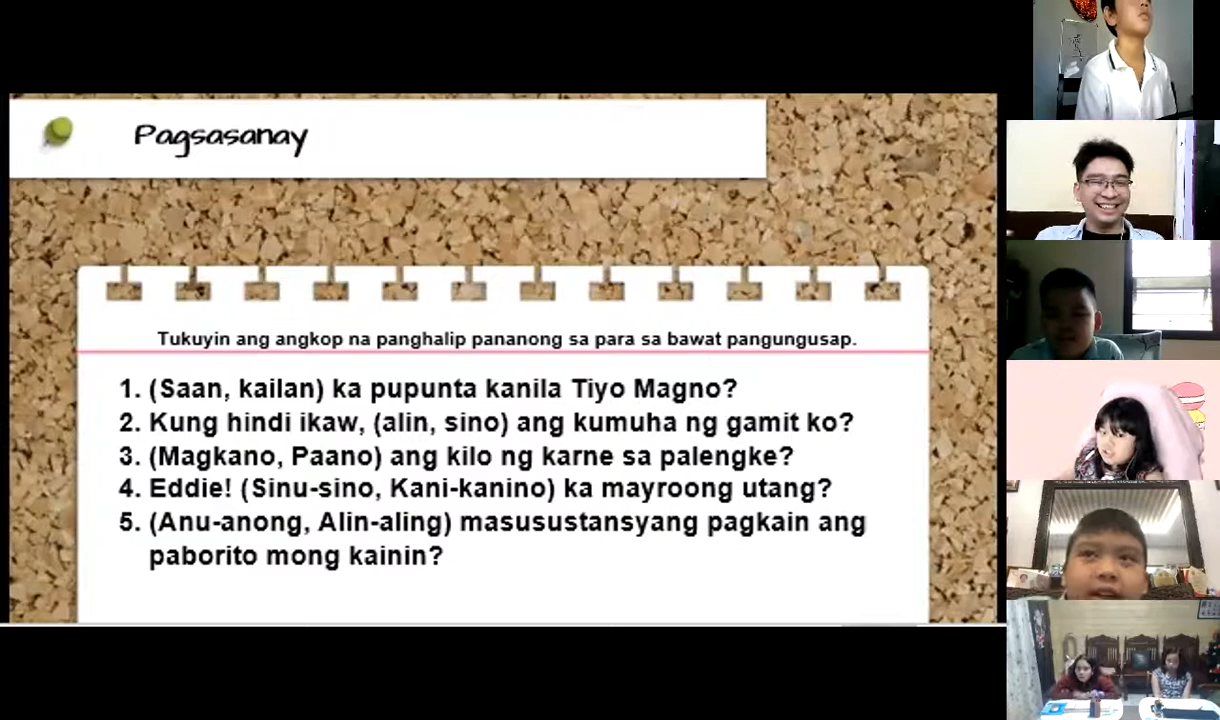 Pagsasanay
Tukuyin ang angkop na panghalip pananong sa para sa bawat pangungusap.
1. (Saan, kailan) ka pupunta kanila Tiyo Magno?
2. Kung hindi ikaw, (alin, sino) ang kumuha ng gamit ko?
3. (Magkano, Paano) ang kilo ng karne sa palengke?
4. Eddie! (Sinu-sino, Kani-kanino) ka mayroong utang?
5. (Anu-anong, Alin-aling) masusustansyang pagkain ang
paborito mong kainin?